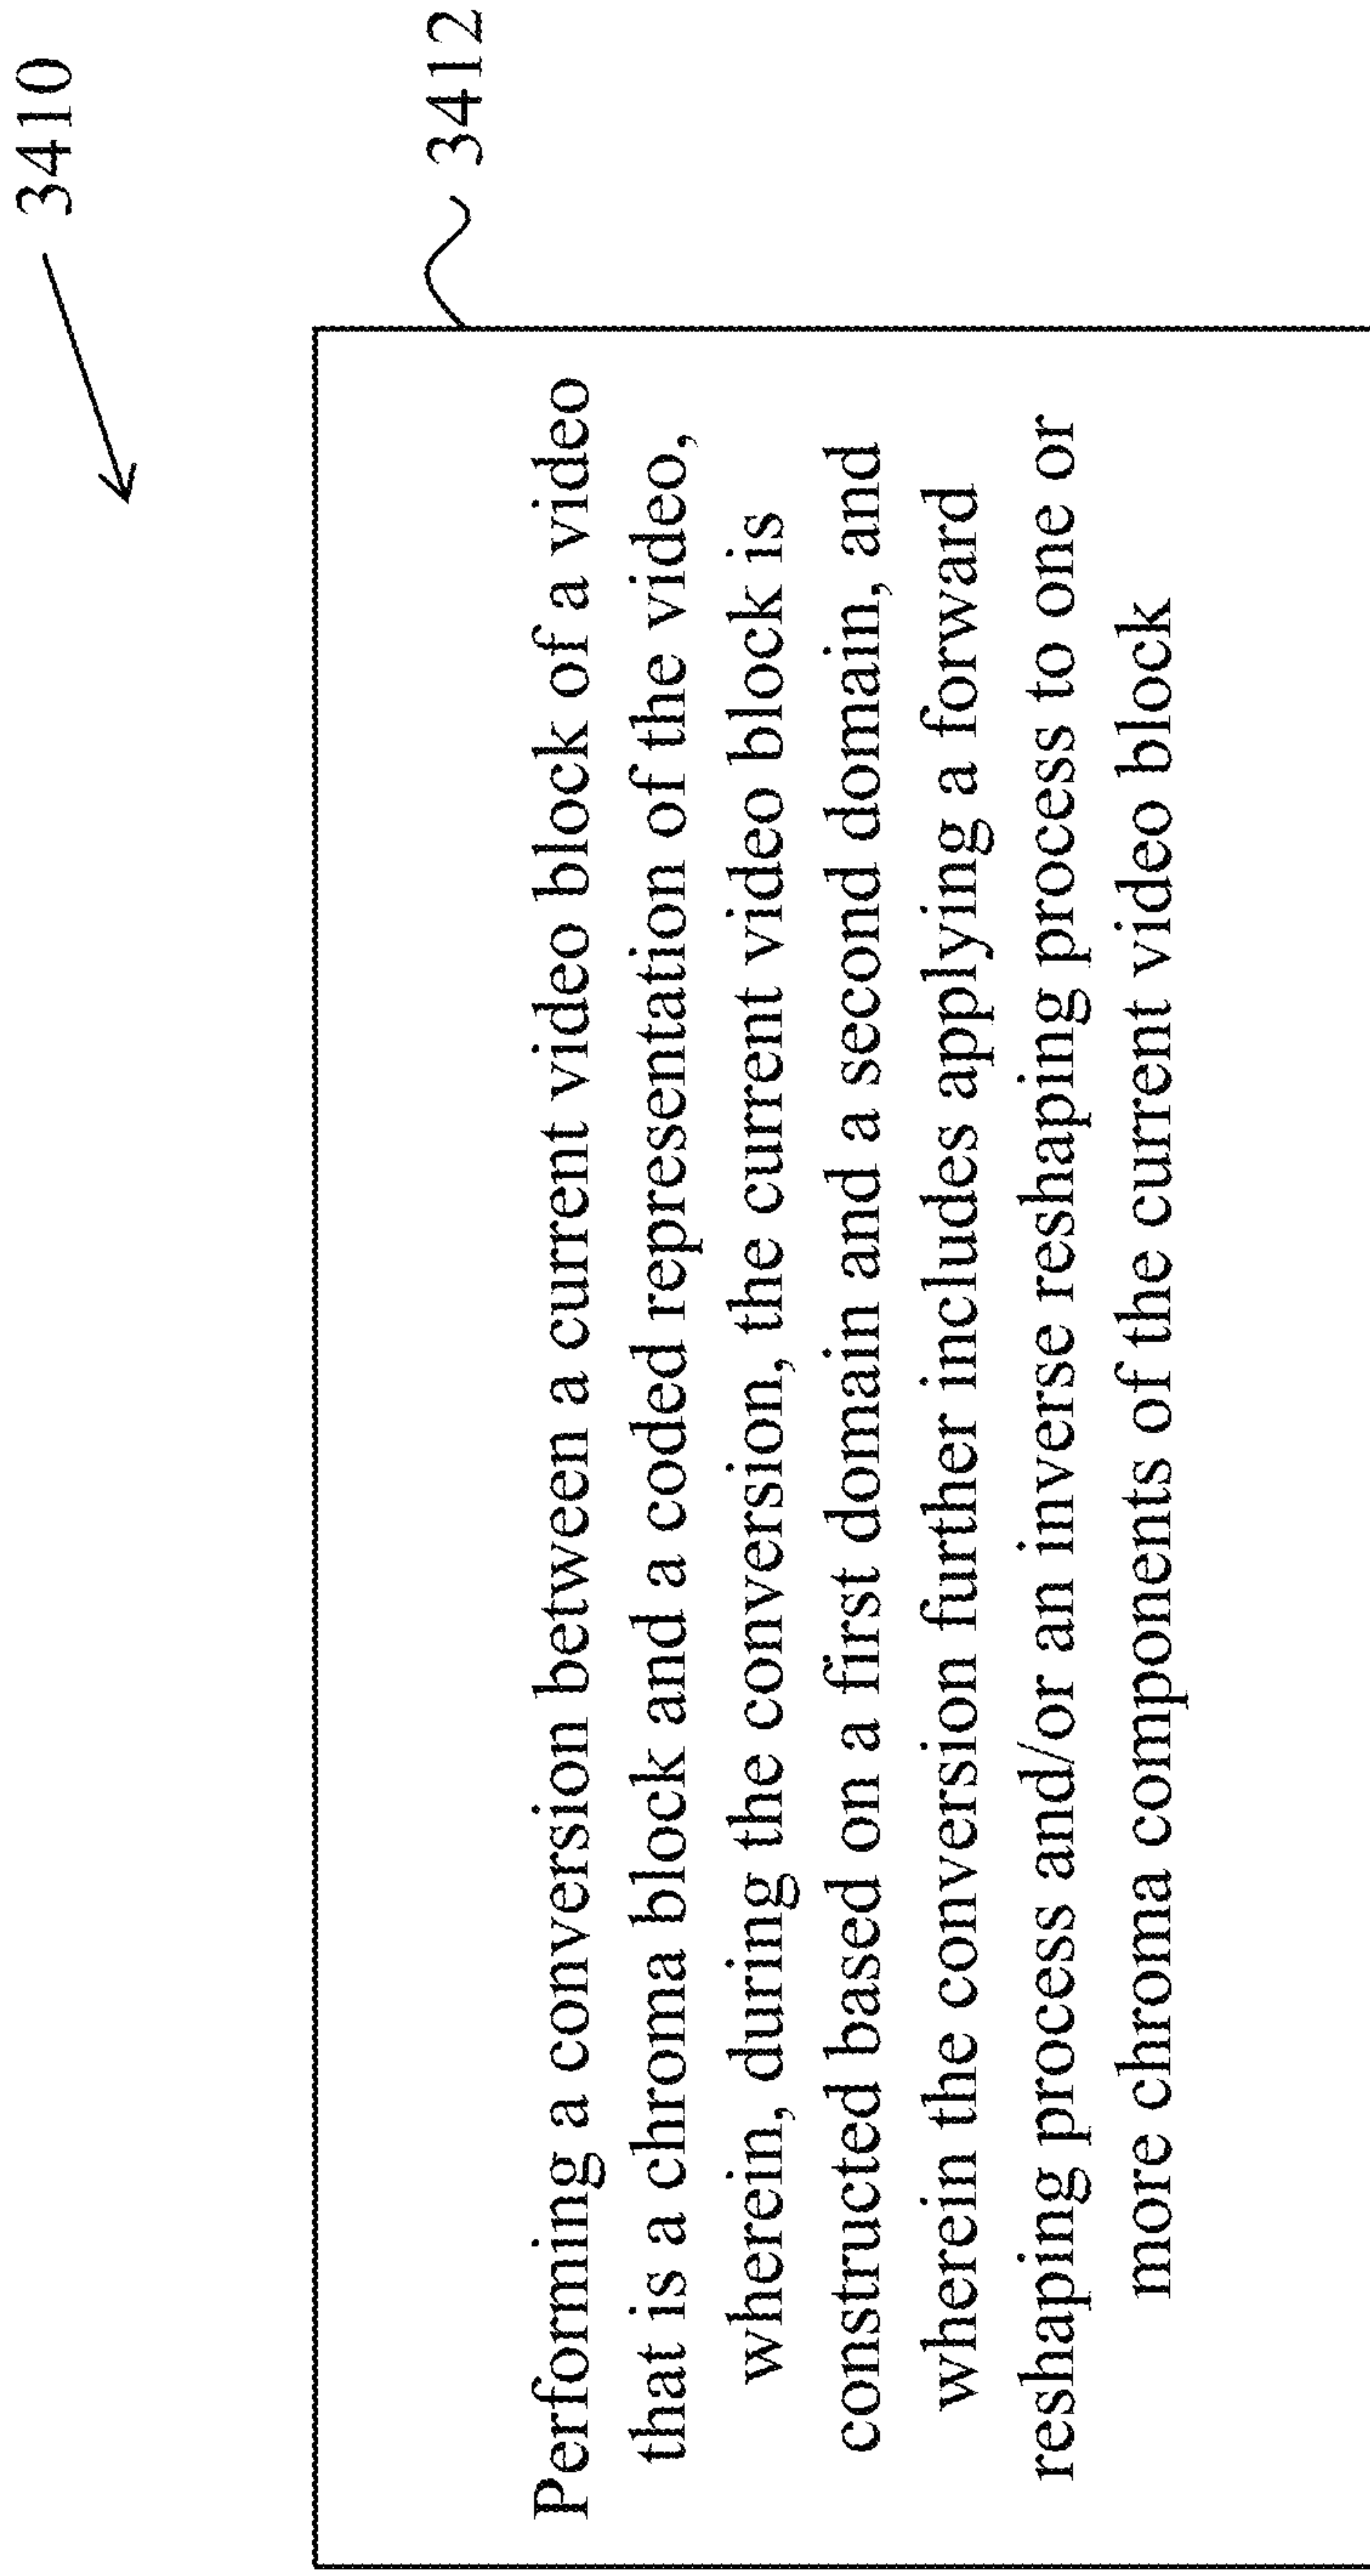 3410
3412
Performing a conversion between a current video block of a video
that is a chroma block and a coded representation of the video,
wherein, during the conversion, the current video block is
constructed based on a first domain and a second domain, and
wherein the conversion further includes applying a forward
reshaping process and/or an inverse reshaping process to one or
more chroma components of the current video block